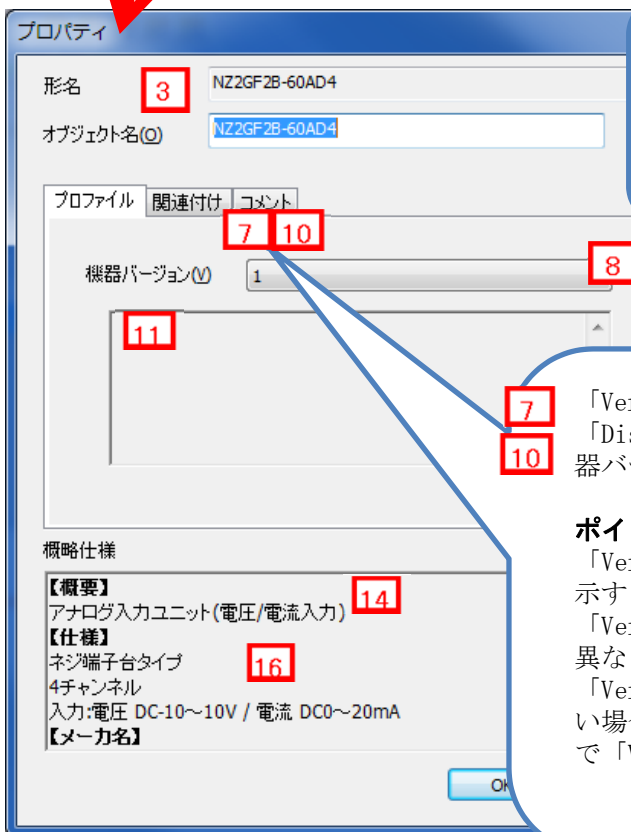 プロパティ
形名 3 NZ2GF2B-60AD4
オブジェクト名(O) NZ2GF2B-60AD4
プロファイル 関連付け コメント
7 10
機器バージョン(V) 1 8
11
7
10
「Ve
「Dis
器バ
ポイ
「Ve
示す
「Ve
異な
「Ve
い場
で「
概略仕様
【概要】
アナログ入力ユニット(電圧/電流入力) 14
【仕様】
ネジ端子台タイプ 16
4チャンネル
入力:電圧 DC-10～10V / 電流 DC0～20mA
【メーカ名】
OK